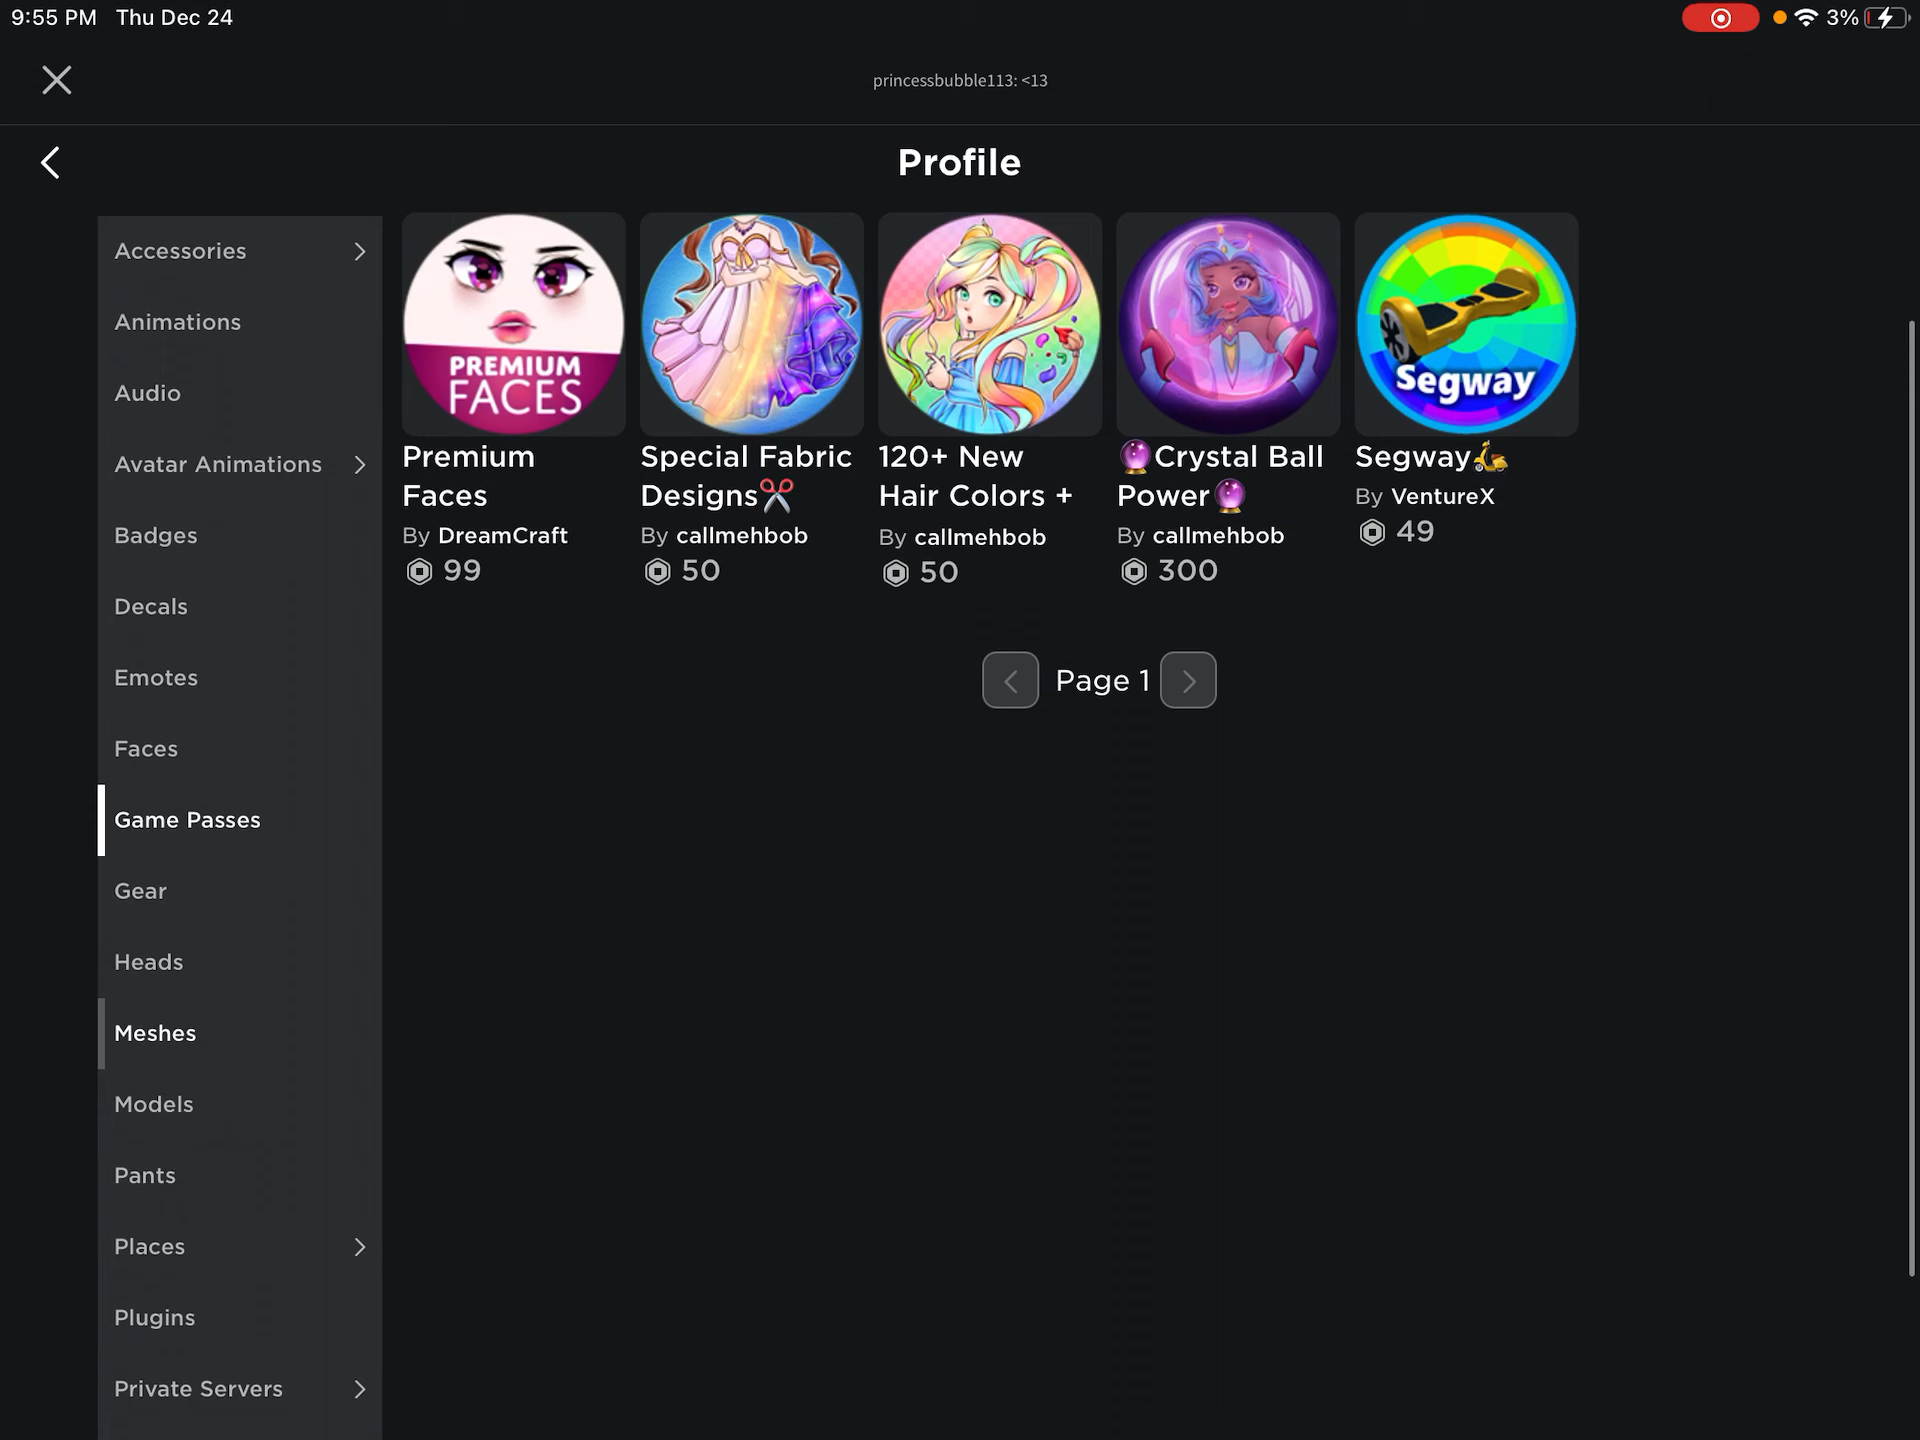 9:55 PM Thu Dec 24
3%
princessbubble113: <13
Profile
Accessories
Animations
Audio
Avatar Animations
Badges
Decals
Emotes
Faces
Game Passes
Gear
Heads
Meshes
Models
Pants
Places
Plugins
Private Servers
PREMIUM
FACES
Premium
Faces
By DreamCraft
99
Special Fabric
Designs✂️
By callmehbob
50
120+ New
Hair Colors +
By callmehbob
50
🔮Crystal Ball
Power🔮
By callmehbob
300
Segway
Segway🛵
By VentureX
49
Page 1